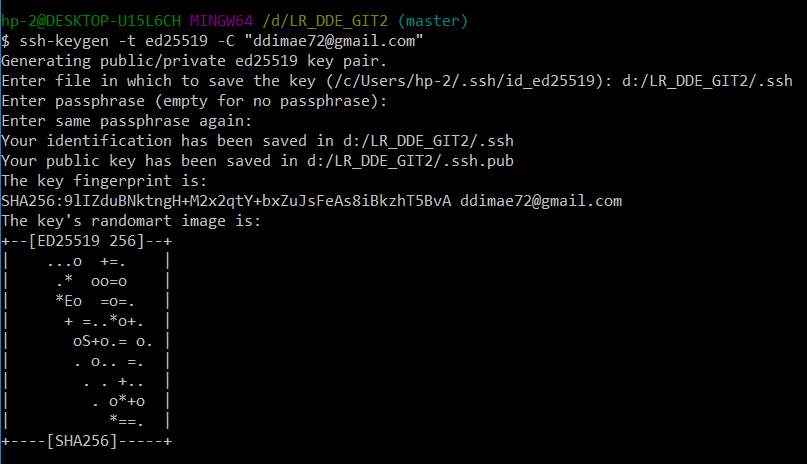 hp-2@DESKTOP-U15L6CH MINGW64 /d/LR_DDE_GIT2 (master)
$ ssh-keygen -t ed25519 -C "ddimae72@gmail.com"
Generating public/private ed25519 key pair.
Enter file in which to save the key (/c/Users/hp-2/.ssh/id_ed25519): d:/LR_DDE_GIT2/.ssh
Enter passphrase (empty for no passphrase):
Enter same passphrase again:
Your identification has been saved in d:/LR_DDE_GIT2/.ssh
Your public key has been saved in d:/LR_DDE_GIT2/.ssh.pub
The key fingerprint is:
SHA256:9lIZduBNktngH+M2x2qtY+bxZuJsFeAs8iBkzhT5BvA ddimae72@gmail.com
The key's randomart image is:
+--[ED25519 256]--+
|    ...o  +=.    |
|     .*  oo=o    |
|     *Eo  =o=.   |
|      + =..*o+.  |
|       oS+o.= o. |
|       . o.. =.  |
|        . . +..  |
|         . o*+o  |
|           *==.  |
+----[SHA256]-----+